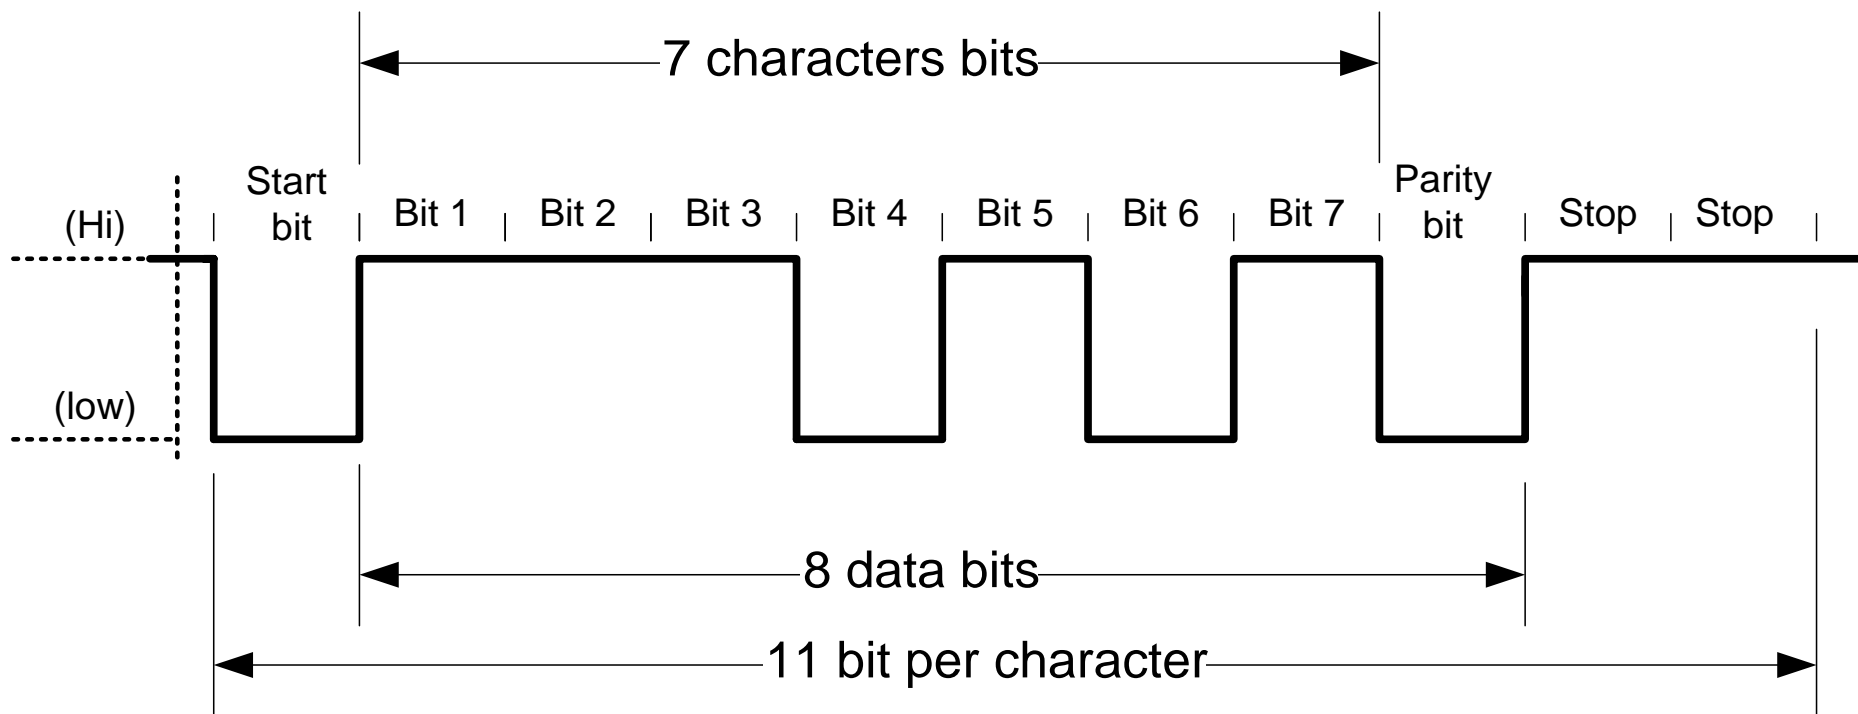 7 characters bits
Start
bit
Parity
bit
(Hi)
Bit 1
Bit 2
Bit 3
Bit 4
Bit 5
Bit 6
Bit 7
Stop
Stop
(low)
8 data bits
11 bit per character